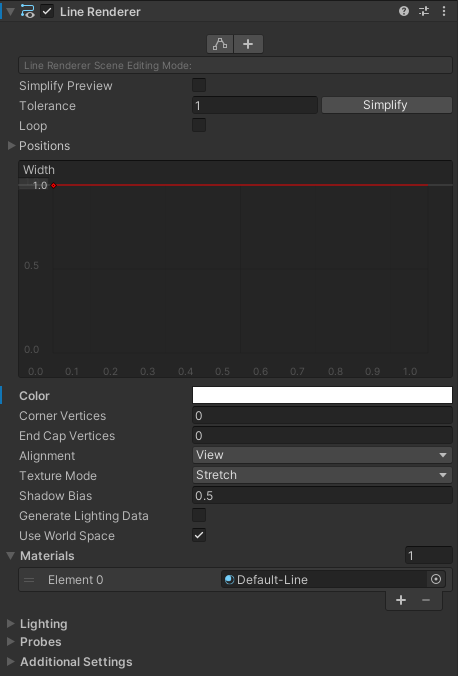 Line Renderer
Line Renderer Scene Editing Mode:
Simplify Preview
Tolerance 1 Simplify
Loop
Positions
Width
1.0
0.5
0.0
0.0 0.1 0.2 0.3 0.4 0.5 0.6 0.7 0.8 0.9 1.0
Color
Corner Vertices 0
End Cap Vertices 0
Alignment View
Texture Mode Stretch
Shadow Bias 0.5
Generate Lighting Data
Use World Space
Materials 1
Element 0 Default-Line
Lighting
Probes
Additional Settings